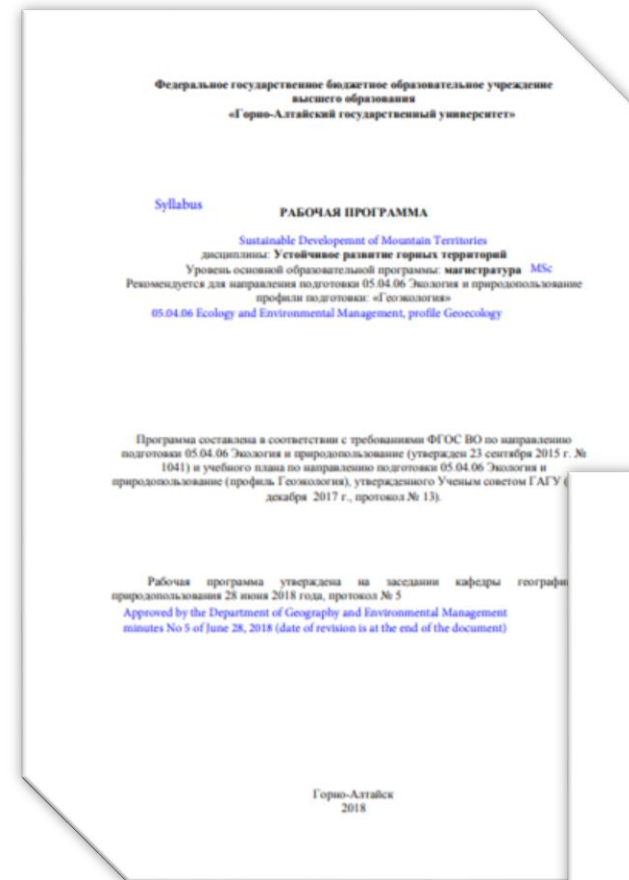 Федеральное государственное бюджетное образовательное учреждение
высшего образования
«Горно-Алтайский государственный университет»
Syllabus
РАБОЧАЯ ПРОГРАММА
Sustainable Developemnt of Mountain Territories
дисциплины: Устойчивое развитие горных территорий
Уровень основной образовательной программы: магистратура MSc
Рекомендуется для направления подготовки 05.04.06 Экология и природопользование
профили подготовки: «Геоэкология»
05.04.06 Ecology and Environmental Management, profile Geoecology
Программа составлена в соответствии с требованиями ФГОС ВО по направлению
подготовки 05.04.06 Экология и природопользование (утвержден 23 сентября 2015 г. №
1041) и учебного плана по направлению подготовки 05.04.06 Экология и
природопользование (профиль Геоэкология), утвержденного Ученым советом ГАГУ (
декабря 2017 г., протокол № 13).
Рабочая программа утверждена на заседании кафедры географи
природопользования 28 июня 2018 года, протокол № 5
Approved by the Department of Geography and Environmental Management
minutes No 5 of June 28, 2018 (date of revision is at the end of the document)
Горно-Алтайск
2018